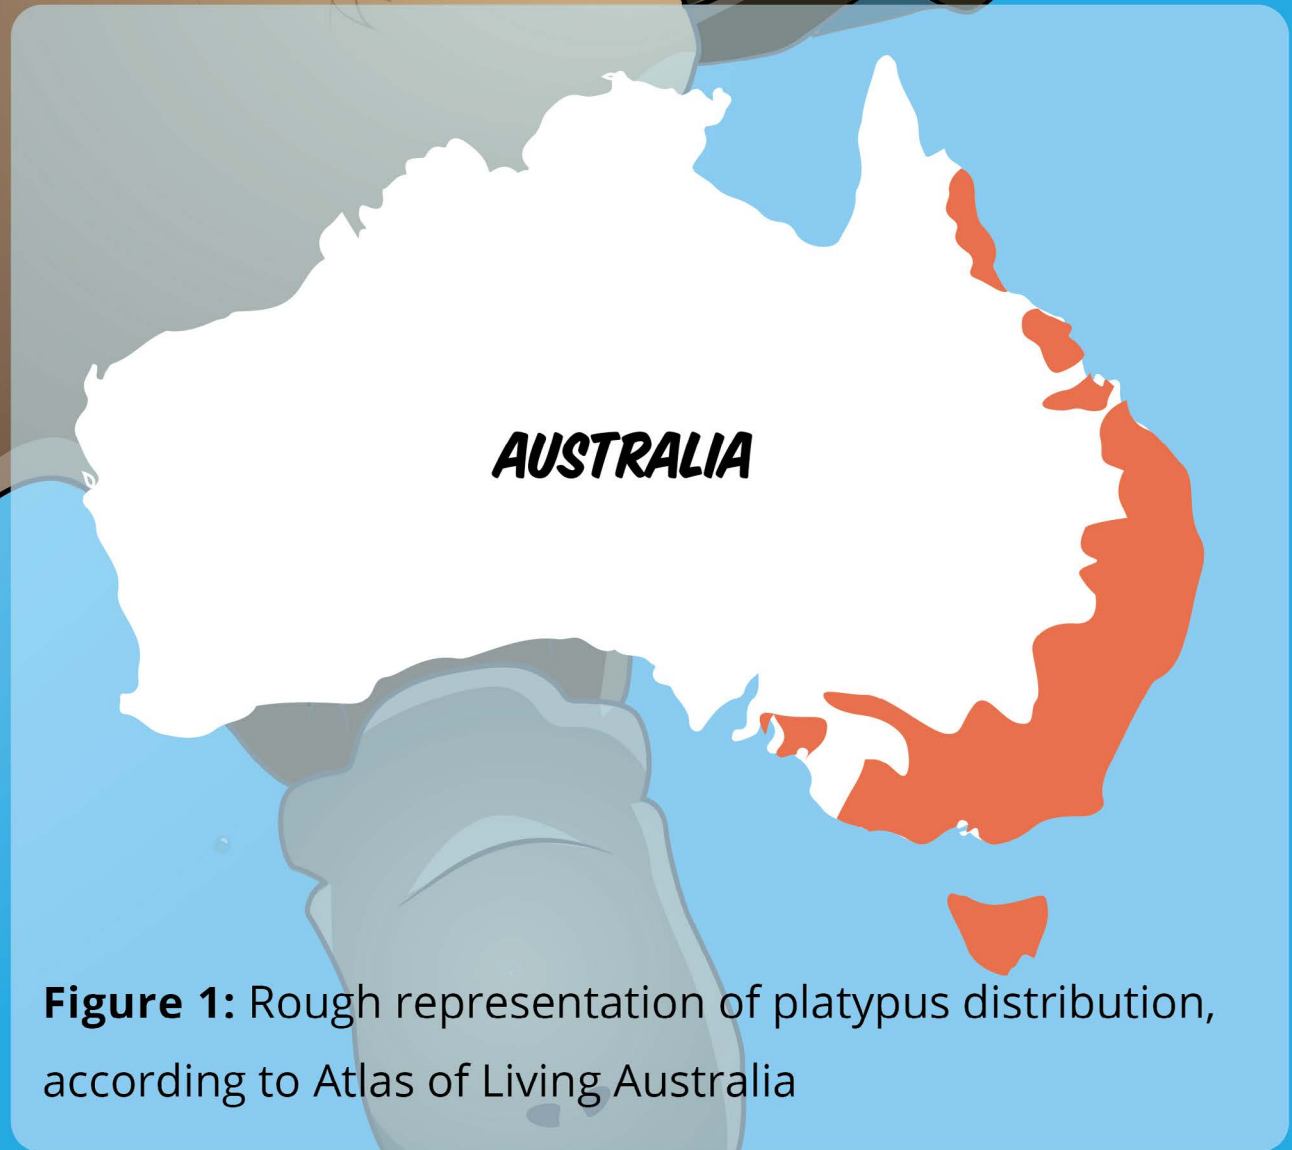 AUSTRALIA
Figure 1: Rough representation of platypus distribution,
according to Atlas of Living Australia